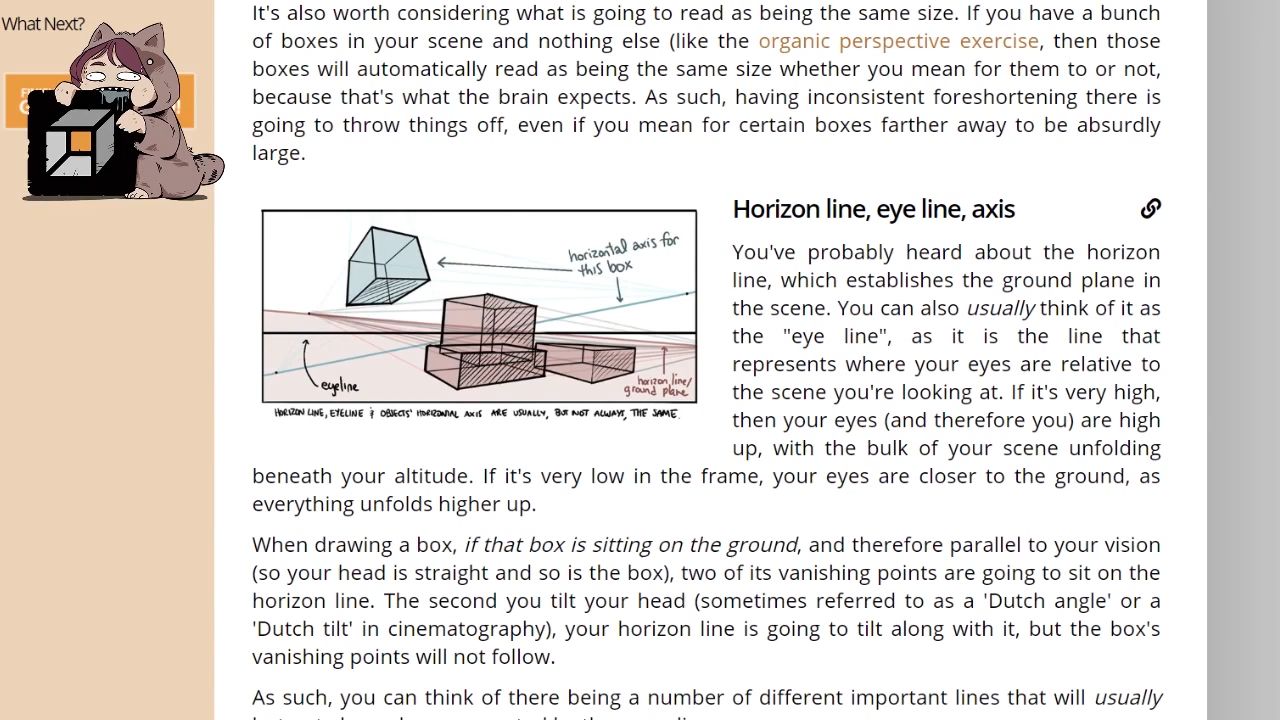 What Next?
It's also worth considering what is going to read as being the same size. If you have a bunch
of boxes in your scene and nothing else (like the organic perspective exercise, then those
boxes will automatically read as being the same size whether you mean for them to or not,
because that's what the brain expects. As such, having inconsistent foreshortening there is
going to throw things off, even if you mean for certain boxes farther away to be absurdly
large.
horizontal axis for
this box
eyeline
horizon line/
ground plane
HORIZON LINE, EYELINE & OBJECTS' HORIZONTAL AXIS ARE USUALLY, BUT NOT ALWAYS, THE SAME.
Horizon line, eye line, axis
You've probably heard about the horizon
line, which establishes the ground plane in
the scene. You can also usually think of it as
the "eye line", as it is the line that
represents where your eyes are relative to
the scene you're looking at. If it's very high,
then your eyes (and therefore you) are high
up, with the bulk of your scene unfolding
beneath your altitude. If it's very low in the frame, your eyes are closer to the ground, as
everything unfolds higher up.
When drawing a box, if that box is sitting on the ground, and therefore parallel to your vision
(so your head is straight and so is the box), two of its vanishing points are going to sit on the
horizon line. The second you tilt your head (sometimes referred to as a 'Dutch angle' or a
'Dutch tilt' in cinematography), your horizon line is going to tilt along with it, but the box's
vanishing points will not follow.
As such, you can think of there being a number of different important lines that will usually